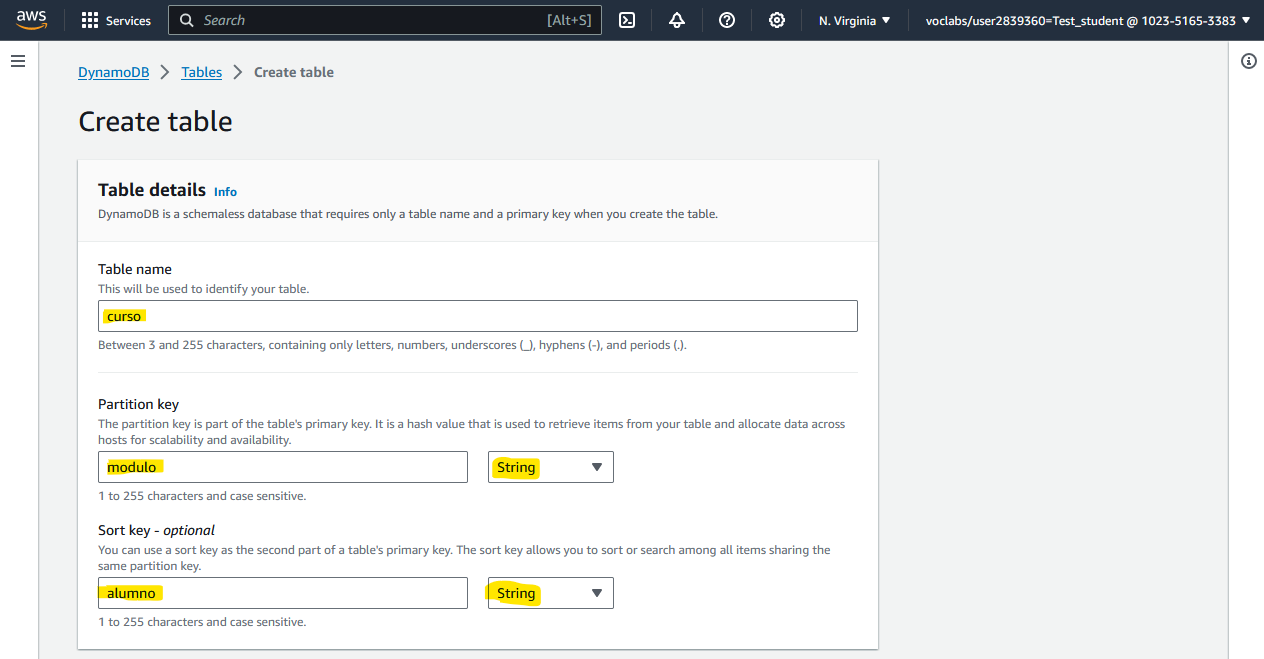 aws Services Search [Alt+S] N. Virginia voclabs/user2839360=Test_student @ 1023-5165-3383
DynamoDB Tables Create table
Create table
Table details Info
DynamoDB is a schemaless database that requires only a table name and a primary key when you create the table.
Table name
This will be used to identify your table.
curso
Between 3 and 255 characters, containing only letters, numbers, underscores (_), hyphens (-), and periods (.).
Partition key
The partition key is part of the table's primary key. It is a hash value that is used to retrieve items from your table and allocate data across
hosts for scalability and availability.
modulo String
1 to 255 characters and case sensitive.
Sort key - optional
You can use a sort key as the second part of a table's primary key. The sort key allows you to sort or search among all items sharing the
same partition key.
alumno String
1 to 255 characters and case sensitive.